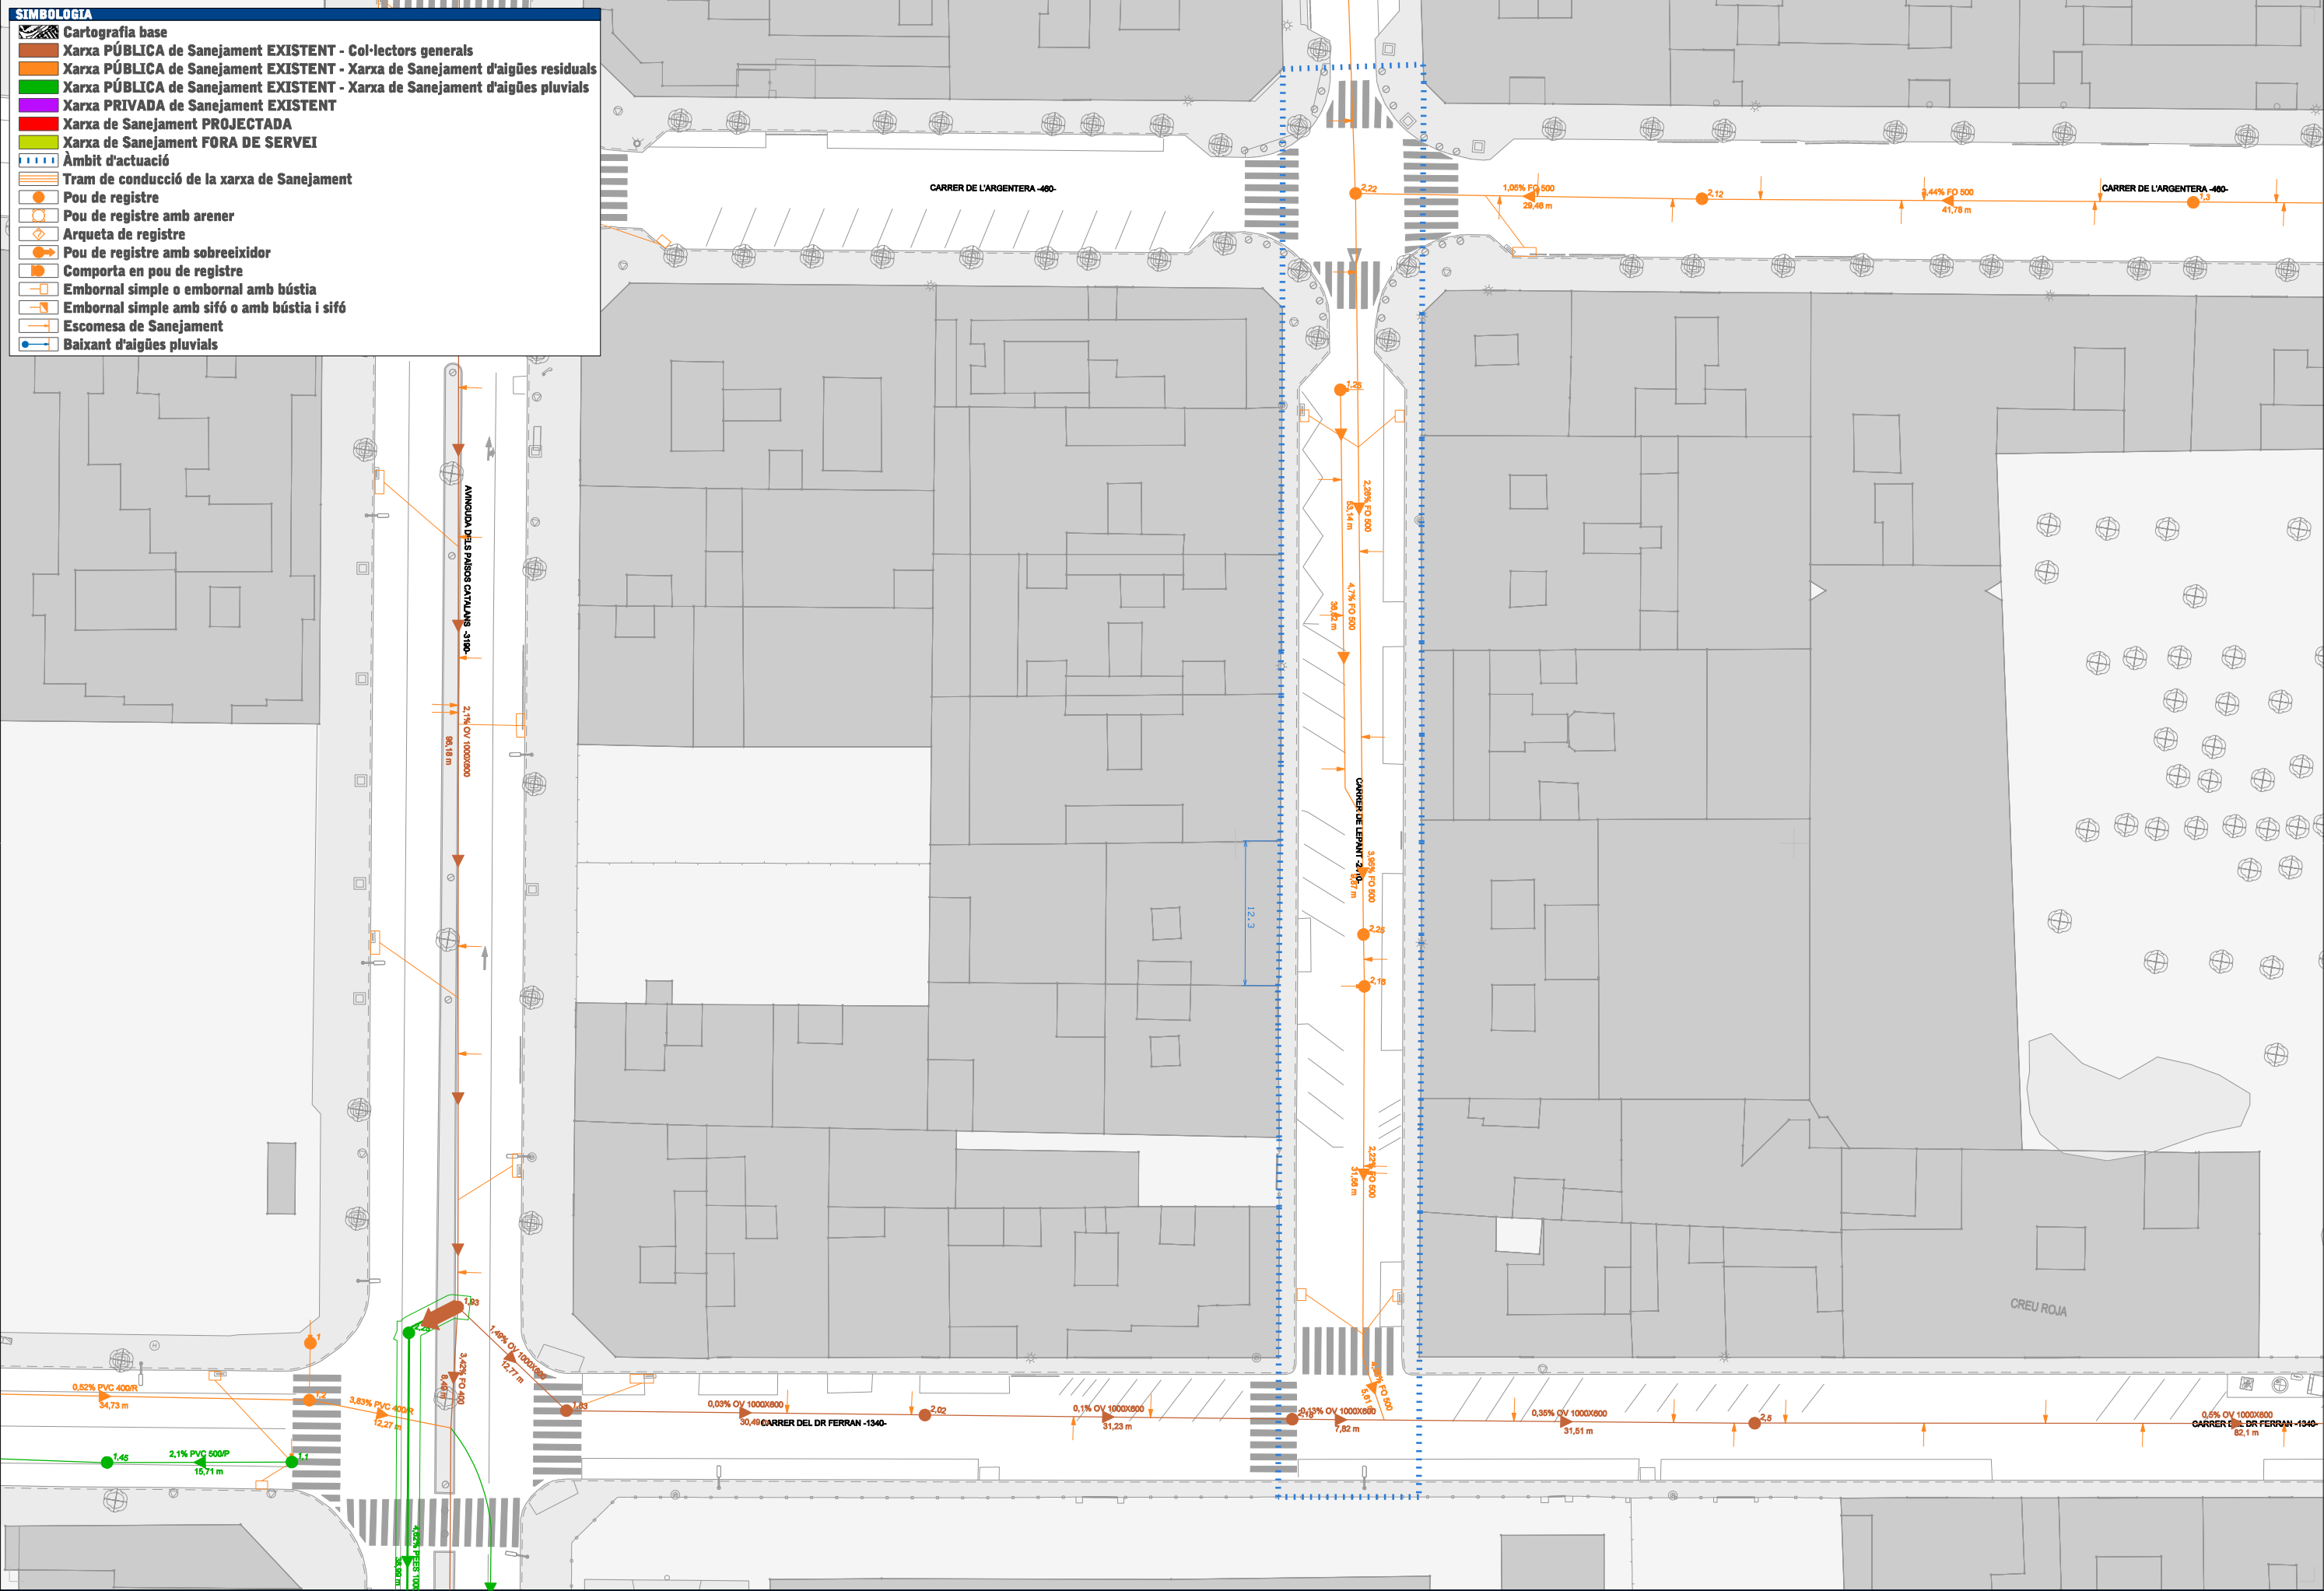 SIMBOLOGIA
Cartografia base
Xarxa PÚBLICA de Sanejament EXISTENT - Col·lectors generals
Xarxa PÚBLICA de Sanejament EXISTENT - Xarxa de Sanejament d'aigües residuals
Xarxa PÚBLICA de Sanejament EXISTENT - Xarxa de Sanejament d'aigües pluvials
Xarxa PRIVADA de Sanejament EXISTENT
Xarxa de Sanejament PROJECTADA
Xarxa de Sanejament FORA DE SERVEI
Àmbit d'actuació
Tram de conducció de la xarxa de Sanejament
Pou de registre
Pou de registre amb arener
Arqueta de registre
Pou de registre amb sobreeixidor
Comporta en pou de registre
Embornal simple o embornal amb bústia
Embornal simple amb sifó o amb bústia i sifó
Escomesa de Sanejament
Baixant d'aigües pluvials
CARRER DE L'ARGENTERA -460-
2,22
1,05% FO 500
29,48 m
2,12
2,44% FO 500
41,78 m
CARRER DE L'ARGENTERA -460-
1,3
1,25
AVINGUDA DELS PAÏSOS CATALANS -3190-
2,1% OV 1000X600
96,18 m
2,26% FO 500
53,14 m
4,7% FO 500
CARRER DE LEPANT
3,95% FO 500
12.3
2,25
2,18
2,22% FO 500
31,56 m
CREU ROJA
1,93
1,49% OV 1000X600
12,77 m
3,42% FO 400
1
1,2
0,52% PVC 400/R
34,73 m
3,83% PVC 400/R
12,27 m
1,45
2,1% PVC 500/P
15,71 m
1,1
1,83
0,03% OV 1000X600
CARRER DEL DR FERRAN -1340-
2,02
0,1% OV 1000X600
31,23 m
2,18
0,13% OV 1000X600
7,82 m
0,35% OV 1000X600
31,51 m
2,5
0,5% OV 1000X600
CARRER DEL DR FERRAN -1340-
82,1 m